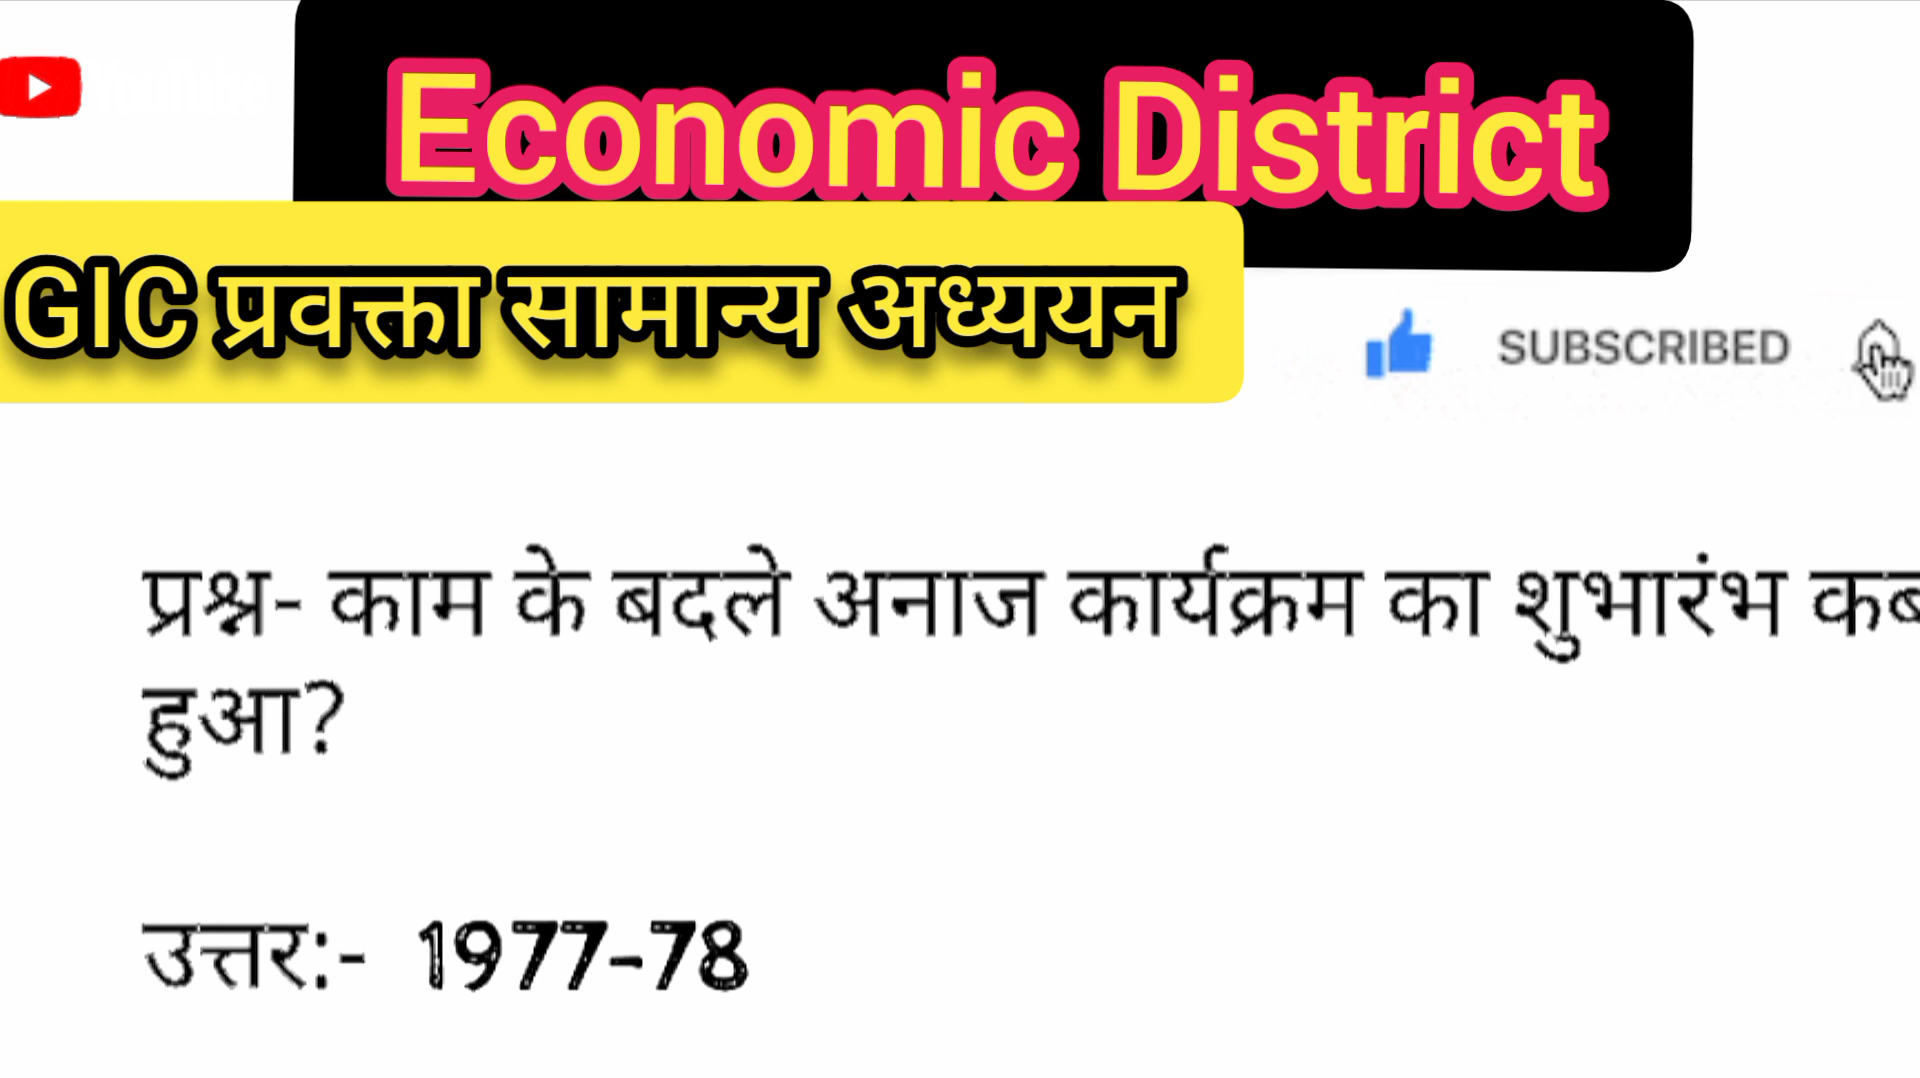 Economic District
GIC प्रवक्ता सामान्य अध्ययन
SUBSCRIBED
प्रश्न- काम के बदले अनाज कार्यक्रम का शुभारंभ कब
हुआ?
उत्तर:- 1977-78